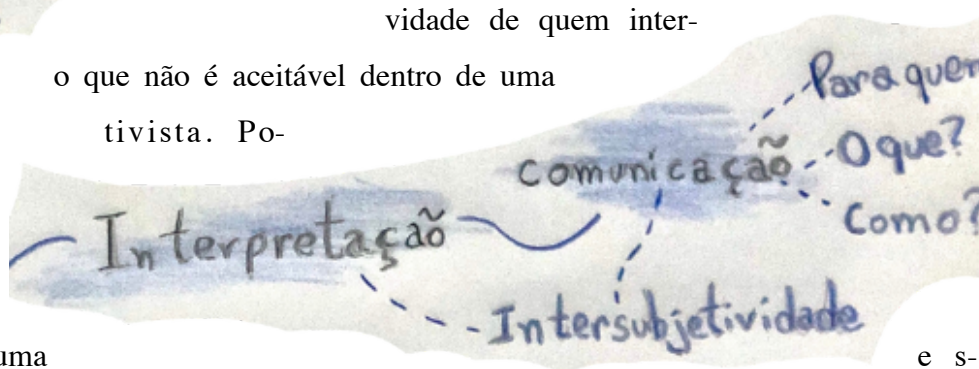 vidade de quem inter-
o que não é aceitável dentro de uma
tivista. Po-
Para quem
comunicação
O que?
Como?
Interpretação
Intersubjetividade
uma
e s-